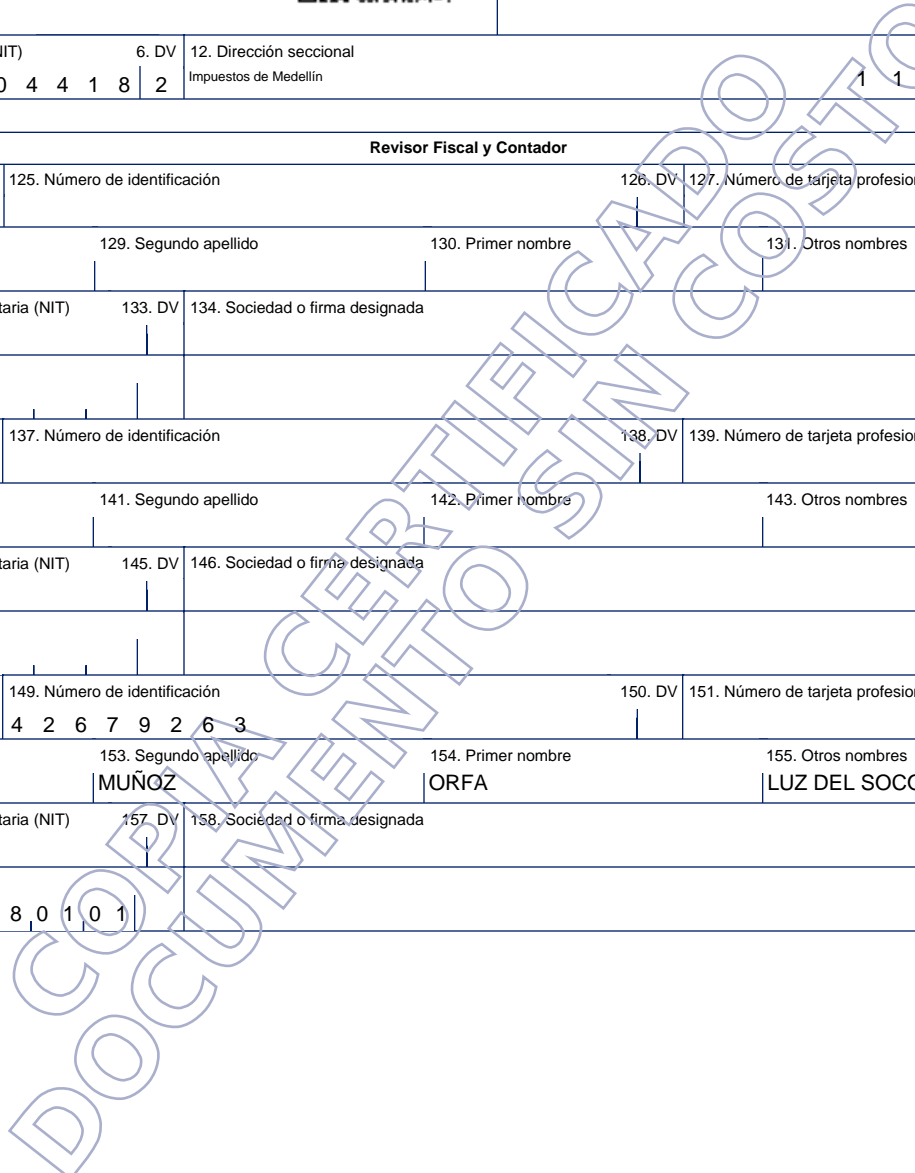 NIT) 6. DV 12. Dirección seccional
0 4 4 1 8 2 Impuestos de Medellín 1 1
Revisor Fiscal y Contador
125. Número de identificación 126. DV 127. Número de tarjeta profesion
129. Segundo apellido 130. Primer nombre 131. Otros nombres
taria (NIT) 133. DV 134. Sociedad o firma designada
137. Número de identificación 138. DV 139. Número de tarjeta profesion
141. Segundo apellido 142. Primer nombre 143. Otros nombres
taria (NIT) 145. DV 146. Sociedad o firma designada
149. Número de identificación 150. DV 151. Número de tarjeta profesion
4 2 6 7 9 2 6 3
153. Segundo apellido 154. Primer nombre 155. Otros nombres
MUÑOZ ORFA LUZ DEL SOCO
taria (NIT) 157. DV 158. Sociedad o firma designada
8 0 1 0 1
COPIA CERTIFICADO
DOCUMENTO SIN COSTO